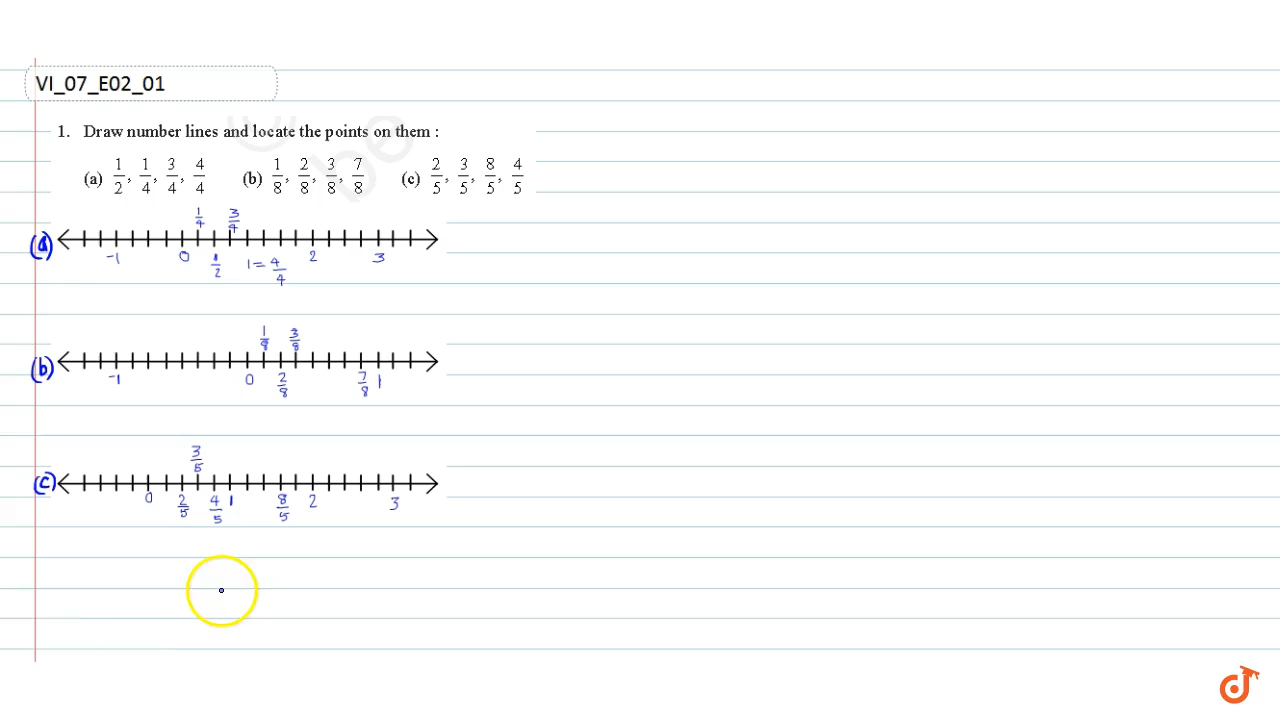 VI_07_E02_01
1. Draw number lines and locate the points on them :
(a) 1/2, 1/4, 3/4, 4/4 (b) 1/8, 2/8, 3/8, 7/8 (c) 2/5, 3/5, 8/5, 4/5
1/4 3/4
(a)
-1 0 1/2 1=4/4 2 3
1/8 3/8
(b)
-1 0 2/8 7/8 1
3/5
(c)
0 2/5 4/5 1 8/5 2 3